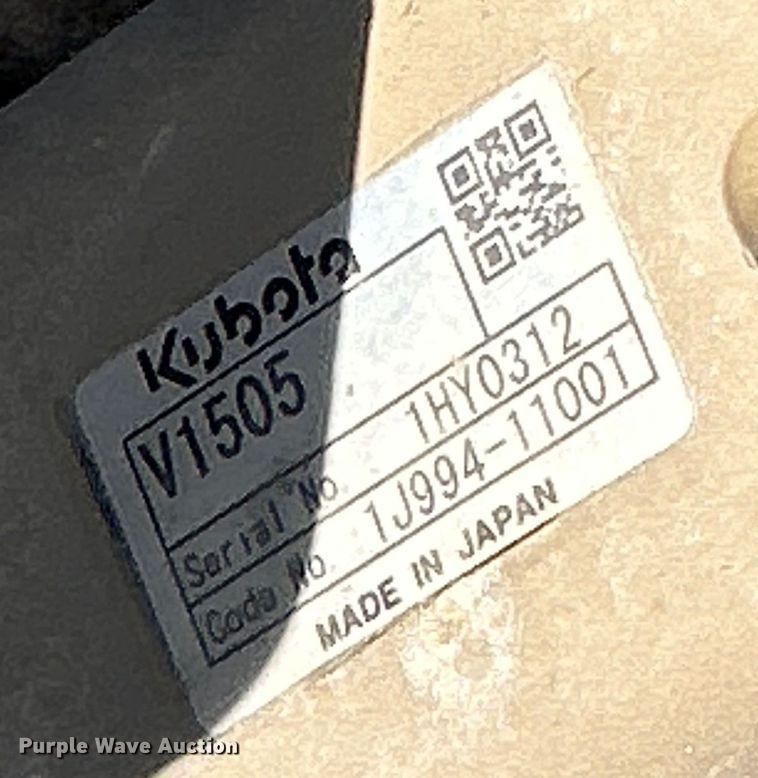 Kubota
V1505
Serial No. 1HY0312
Code No. 1J994-11001
MADE IN JAPAN
Purple Wave Auction